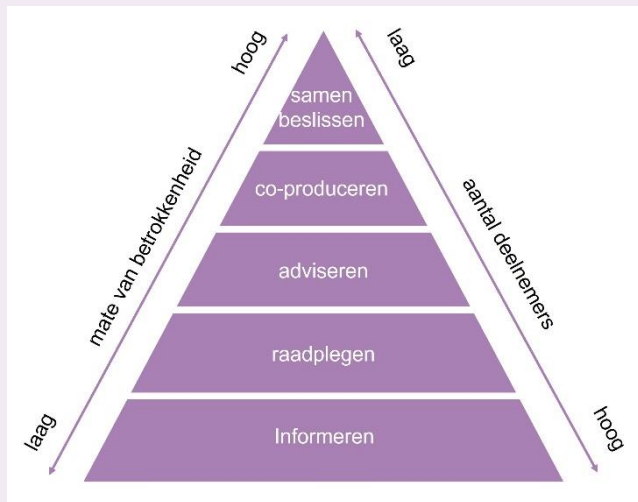 hoog
laag
samen
beslissen
co-produceren
mate van betrokkenheid
aantal deelnemers
adviseren
raadplegen
Informeren
laag
hoog